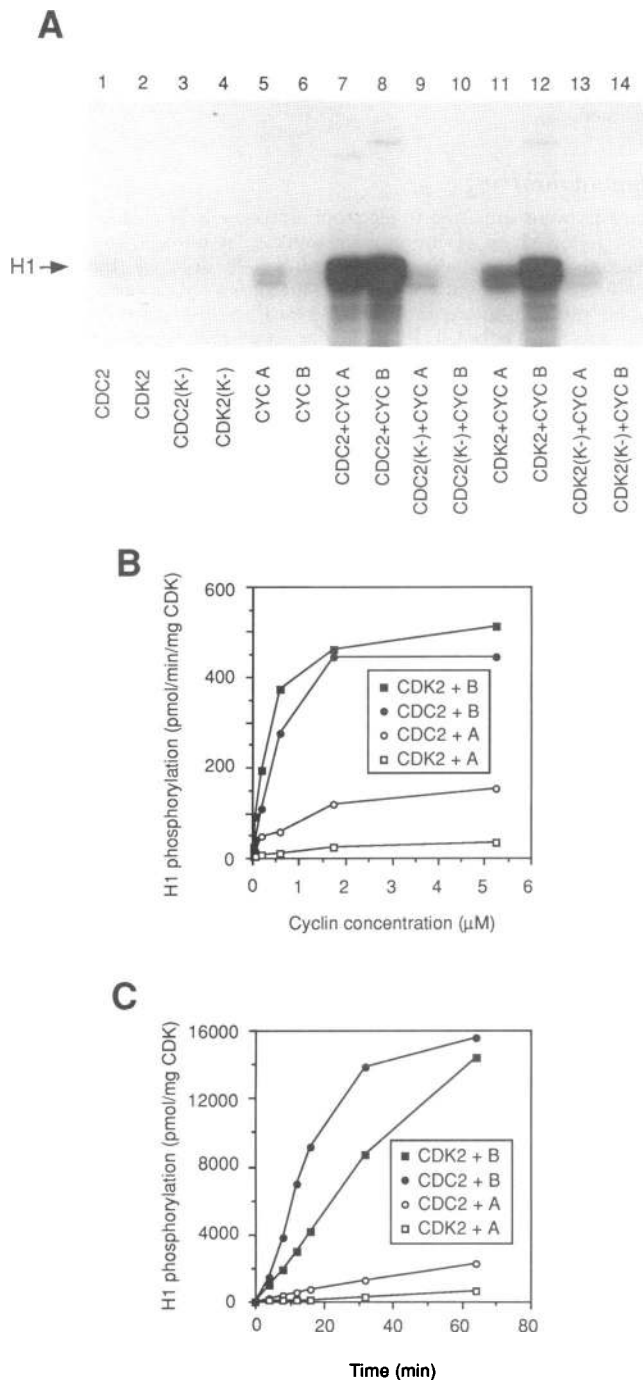 A
1 2 3 4 5 6 7 8 9 10 11 12 13 14
H1
CDC2
CDK2
CDC2(K-)
CDK2(K-)
CYC A
CYC B
CDC2+CYC A
CDC2+CYC B
CDC2(K-)+CYC A
CDC2(K-)+CYC B
CDK2+CYC A
CDK2+CYC B
CDK2(K-)+CYC A
CDK2(K-)+CYC B
B
H1 phosphorylation (pmol/min/mg CDK)
600
400
200
0
CDK2 + B
CDC2 + B
CDC2 + A
CDK2 + A
0 1 2 3 4 5 6
Cyclin concentration (μM)
C
H1 phosphorylation (pmol/mg CDK)
16000
12000
8000
4000
0
CDK2 + B
CDC2 + B
CDC2 + A
CDK2 + A
0 20 40 60 80
Time (min)